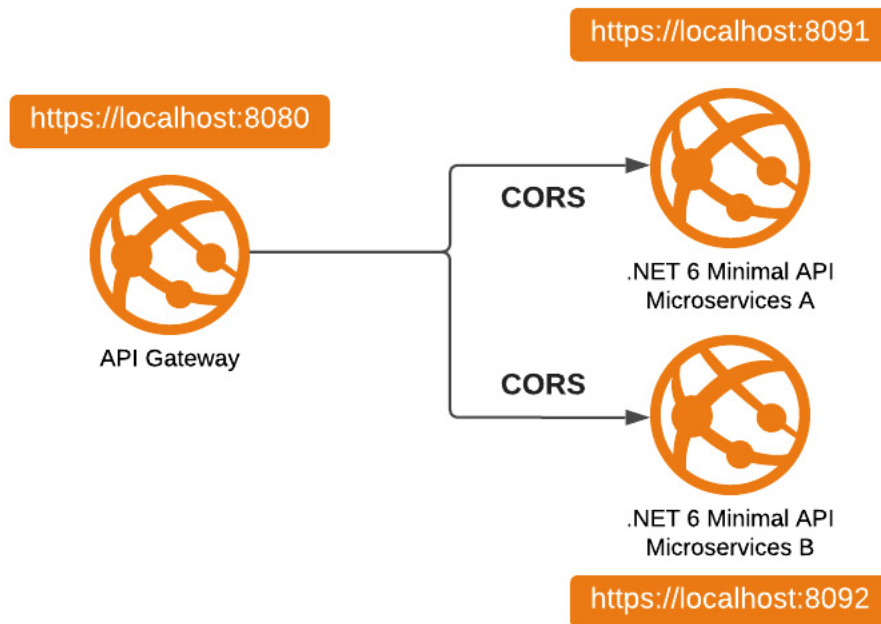 https://localhost:8091
https://localhost:8080
CORS
.NET 6 Minimal API
Microservices A
API Gateway
CORS
.NET 6 Minimal API
Microservices B
https://localhost:8092